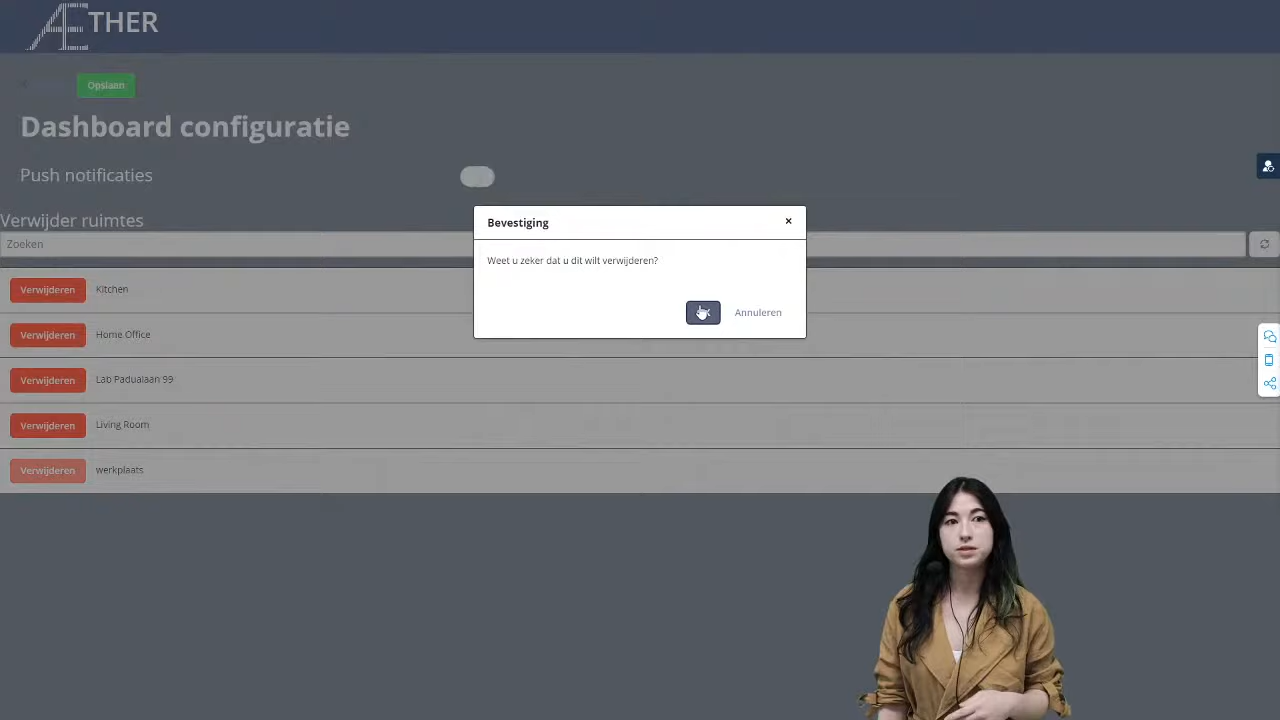 ÆTHER
Opslaan
Dashboard configuratie
Push notificaties
Verwijder ruimtes
Zoeken
Bevestiging
Weet u zeker dat u dit wilt verwijderen?
Annuleren
Verwijderen Kitchen
Verwijderen Home Office
Verwijderen Lab Padualaan 99
Verwijderen Living Room
Verwijderen werkplaats